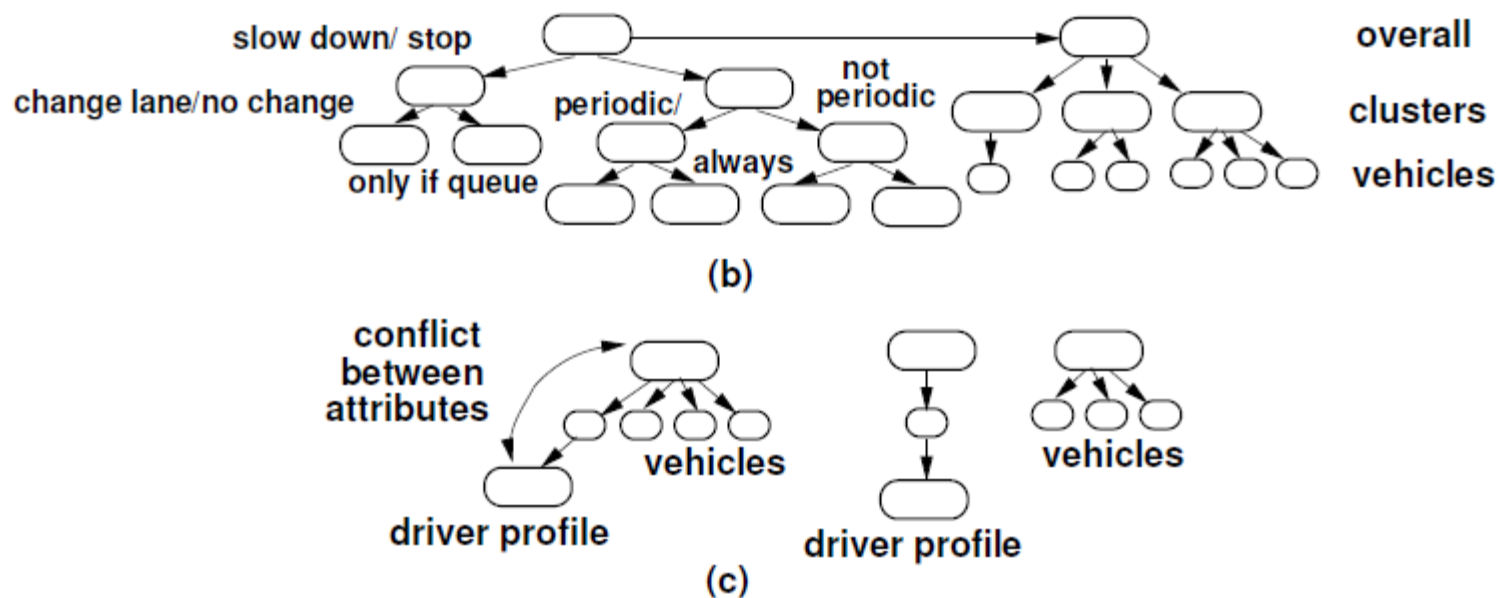 slow down/ stop
overall
not
periodic
periodic/
change lane/no change
clusters
always
only if queue
vehicles
(b)
conflict
between
attributes
vehicles
vehicles
driver profile
driver profile
(c)